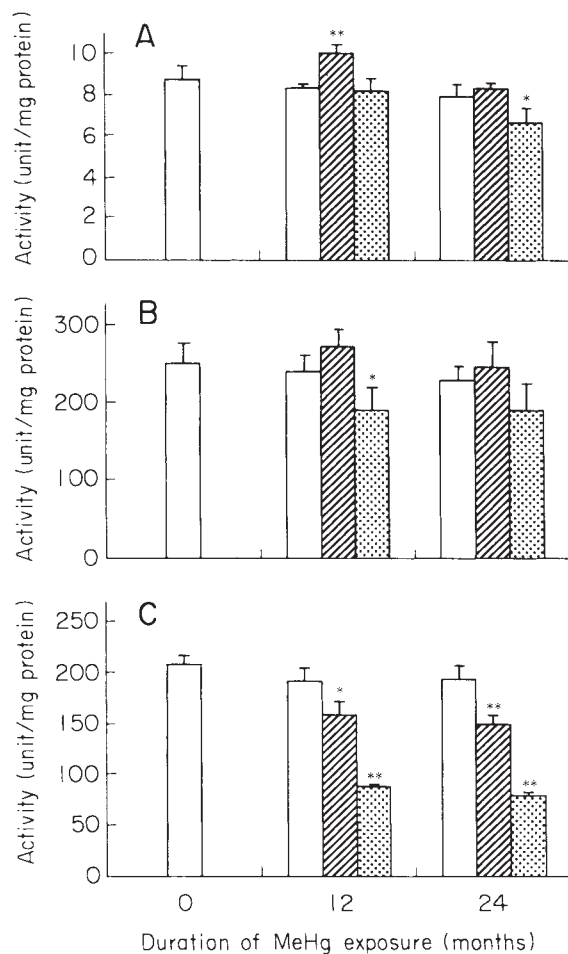 A
Activity (unit/mg protein)
10
8
6
4
2
0
**
*
B
Activity (unit/mg protein)
300
200
100
0
*
C
Activity (unit/mg protein)
250
200
150
100
50
0
*
**
**
**
0 12 24
Duration of MeHg exposure (months)